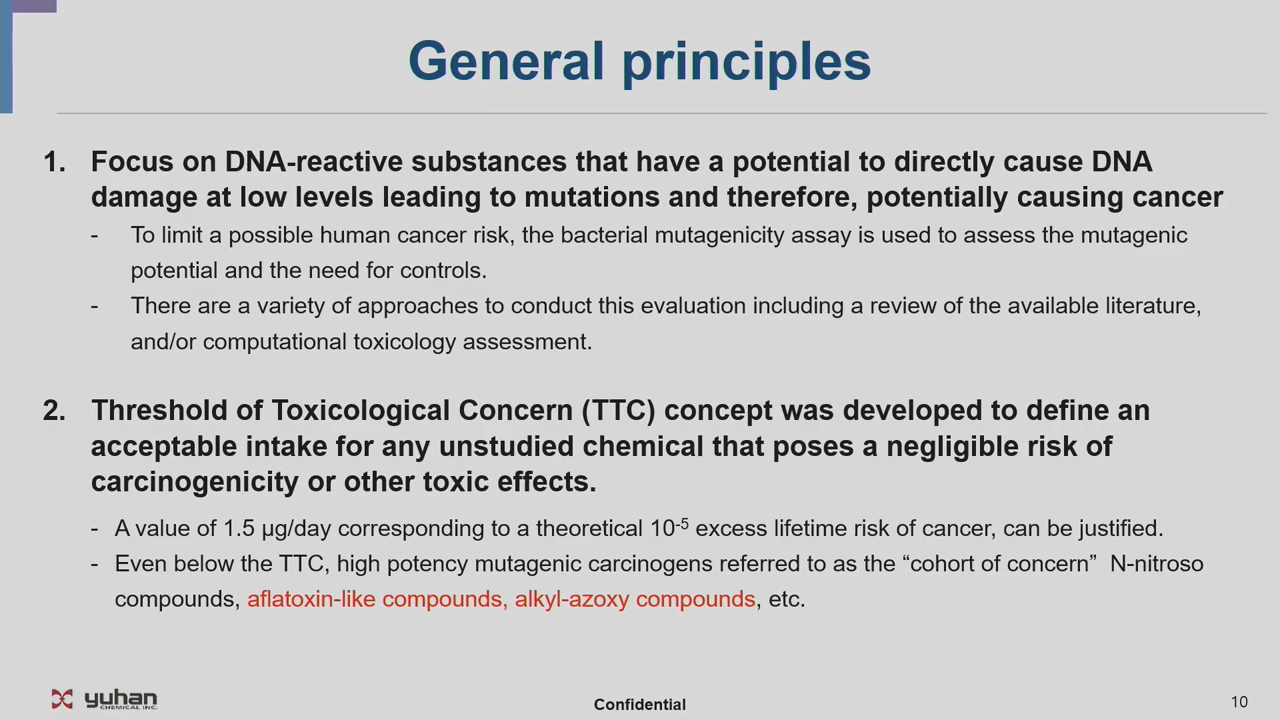 General principles
1. Focus on DNA-reactive substances that have a potential to directly cause DNA
damage at low levels leading to mutations and therefore, potentially causing cancer
- To limit a possible human cancer risk, the bacterial mutagenicity assay is used to assess the mutagenic
potential and the need for controls.
- There are a variety of approaches to conduct this evaluation including a review of the available literature,
and/or computational toxicology assessment.
2. Threshold of Toxicological Concern (TTC) concept was developed to define an
acceptable intake for any unstudied chemical that poses a negligible risk of
carcinogenicity or other toxic effects.
- A value of 1.5 µg/day corresponding to a theoretical 10⁻⁵ excess lifetime risk of cancer, can be justified.
- Even below the TTC, high potency mutagenic carcinogens referred to as the “cohort of concern” N-nitroso
compounds, aflatoxin-like compounds, alkyl-azoxy compounds, etc.
yuhan
CHEMICAL INC.
Confidential
10